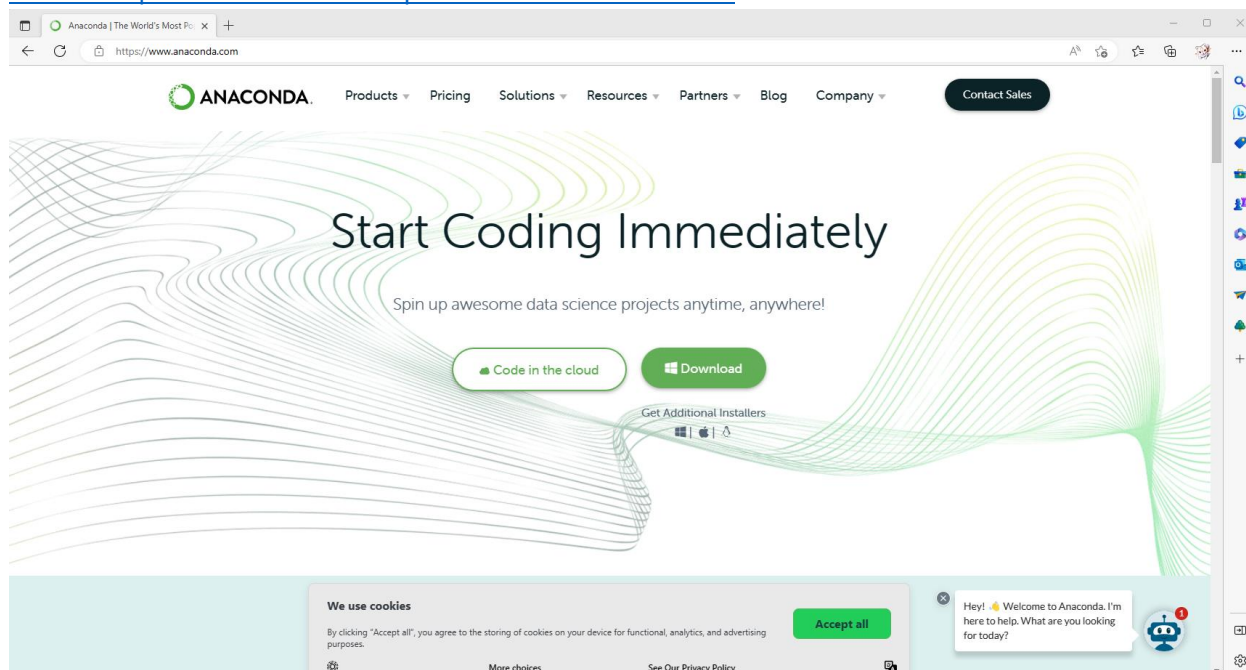 Anaconda | The World's Most Po
https://www.anaconda.com
ANACONDA.
Products
Pricing
Solutions
Resources
Partners
Blog
Company
Contact Sales
Start Coding Immediately
Spin up awesome data science projects anytime, anywhere!
Code in the cloud
Download
Get Additional Installers
We use cookies
By clicking "Accept all", you agree to the storing of cookies on your device for functional, analytics, and advertising
purposes.
Accept all
More choices
See Our Privacy Policy
Hey! 👋 Welcome to Anaconda. I'm
here to help. What are you looking
for today?
1